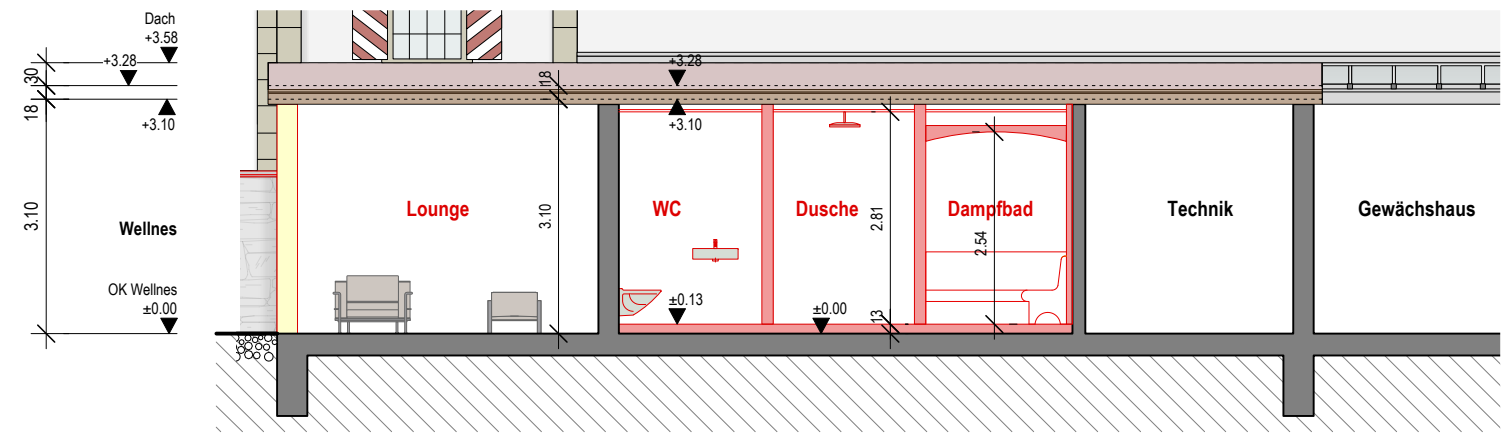 Dach
+3.58
+3.28
+3.28
30
18
18
+3.10
+3.10
3.10
Wellnes
Lounge
3.10
WC
Dusche
2.81
Dampfbad
2.54
Technik
Gewächshaus
OK Wellnes
±0.00
±0.13
±0.00
13